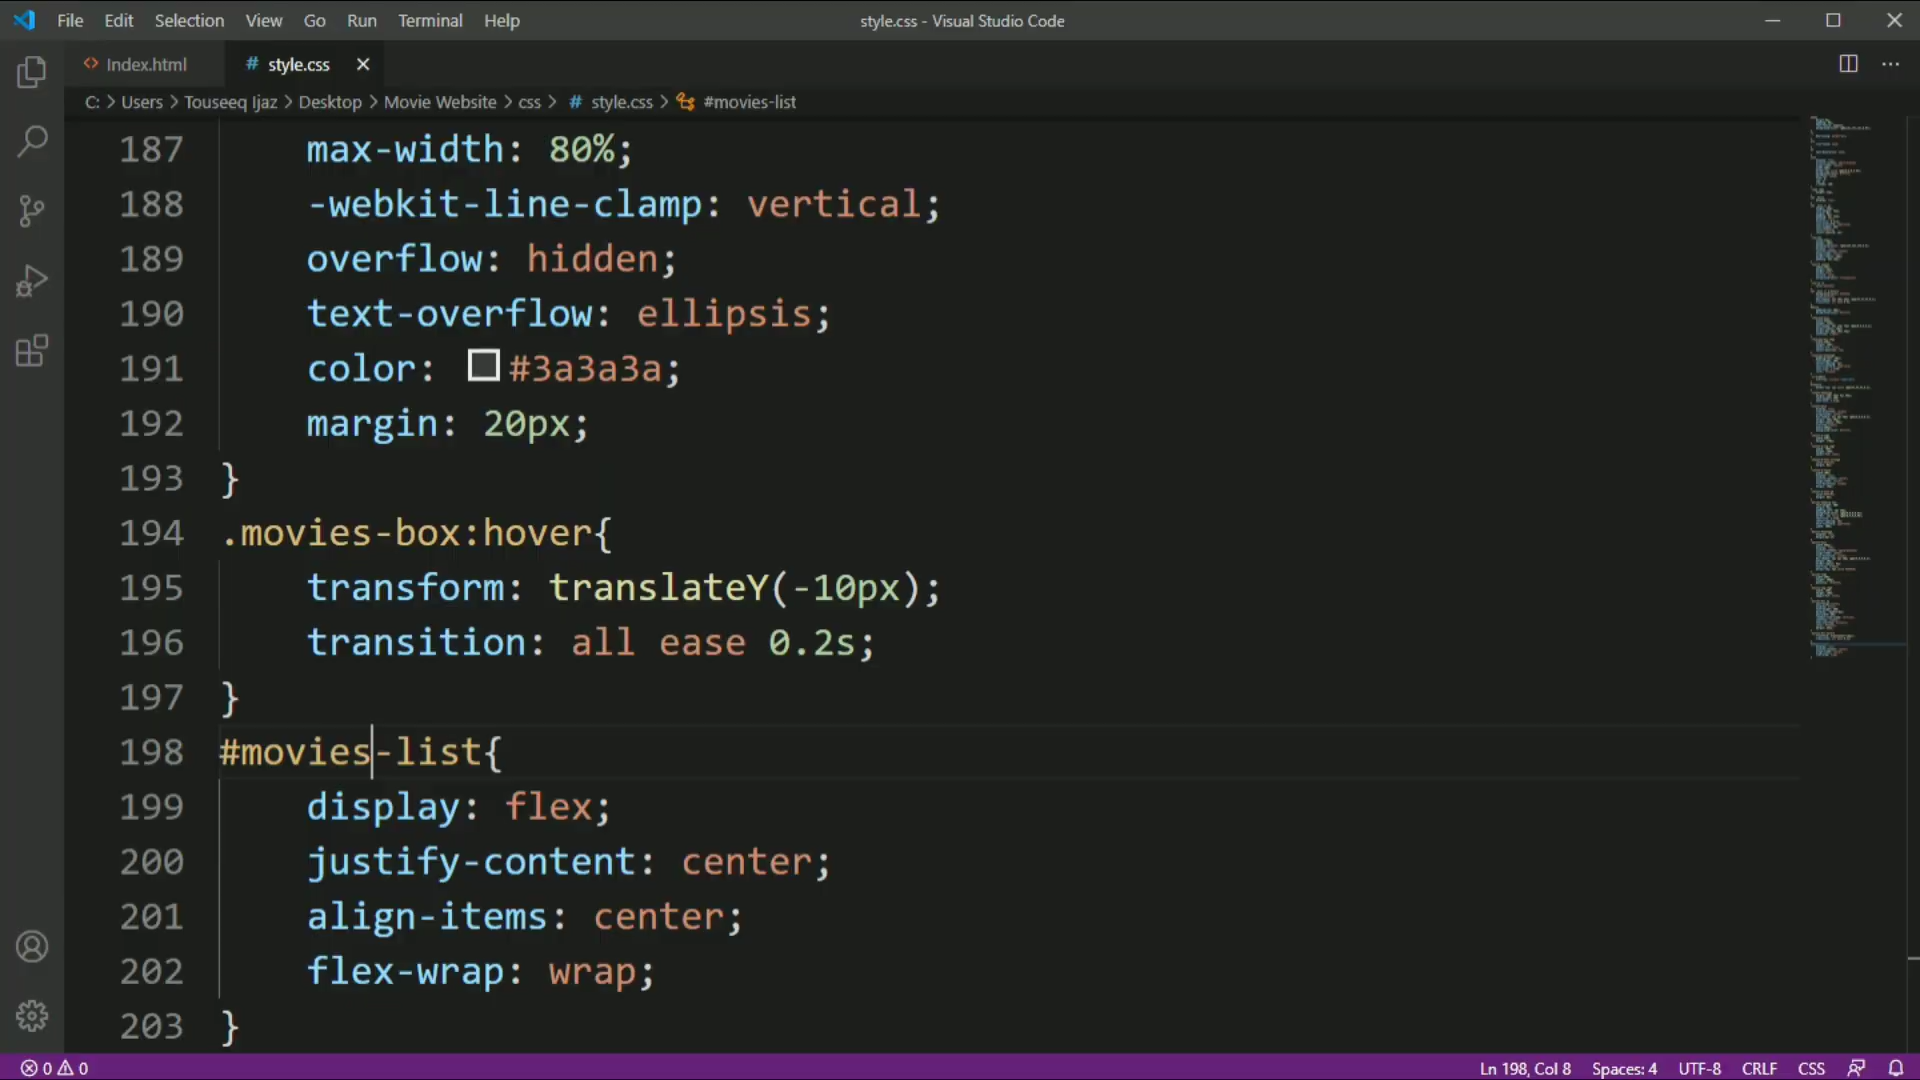 File Edit Selection View Go Run Terminal Help style.css - Visual Studio Code
Index.html # style.css
C: > Users > Touseeq Ijaz > Desktop > Movie Website > css > # style.css > #movies-list
187 max-width: 80%;
188 -webkit-line-clamp: vertical;
189 overflow: hidden;
190 text-overflow: ellipsis;
191 color: #3a3a3a;
192 margin: 20px;
193 }
194 .movies-box:hover{
195 transform: translateY(-10px);
196 transition: all ease 0.2s;
197 }
198 #movies-list{
199 display: flex;
200 justify-content: center;
201 align-items: center;
202 flex-wrap: wrap;
203 }
0 0 Ln 198, Col 8 Spaces: 4 UTF-8 CRLF CSS